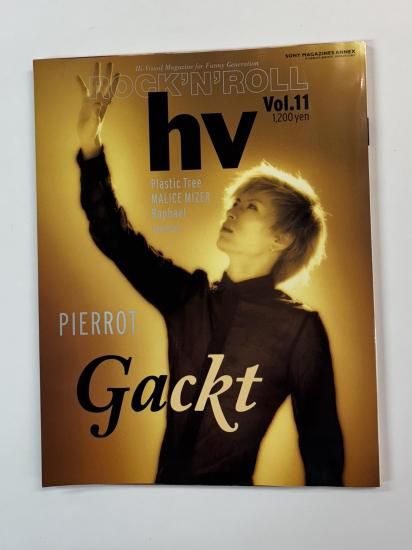 Hi-Visual Magazine for Funny Generation
SONY MAGAZINES ANNEX
ROCK'N'ROLL
hv
Vol.11
1,200 yen
Plastic Tree
MALICE MIZER
Raphael
PIERROT
Gackt